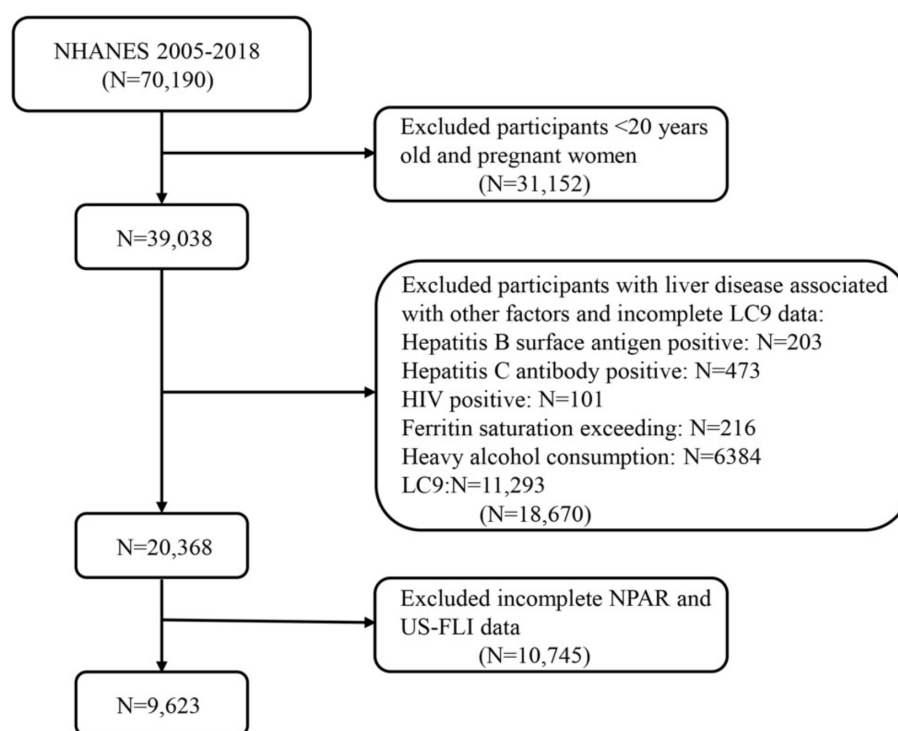 NHANES 2005-2018
(N=70,190)
Excluded participants <20 years
old and pregnant women
(N=31,152)
N=39,038
Excluded participants with liver disease associated
with other factors and incomplete LC9 data:
Hepatitis B surface antigen positive: N=203
Hepatitis C antibody positive: N=473
HIV positive: N=101
Ferritin saturation exceeding: N=216
Heavy alcohol consumption: N=6384
LC9:N=11,293
(N=18,670)
N=20,368
Excluded incomplete NPAR and
US-FLI data
(N=10,745)
N=9,623